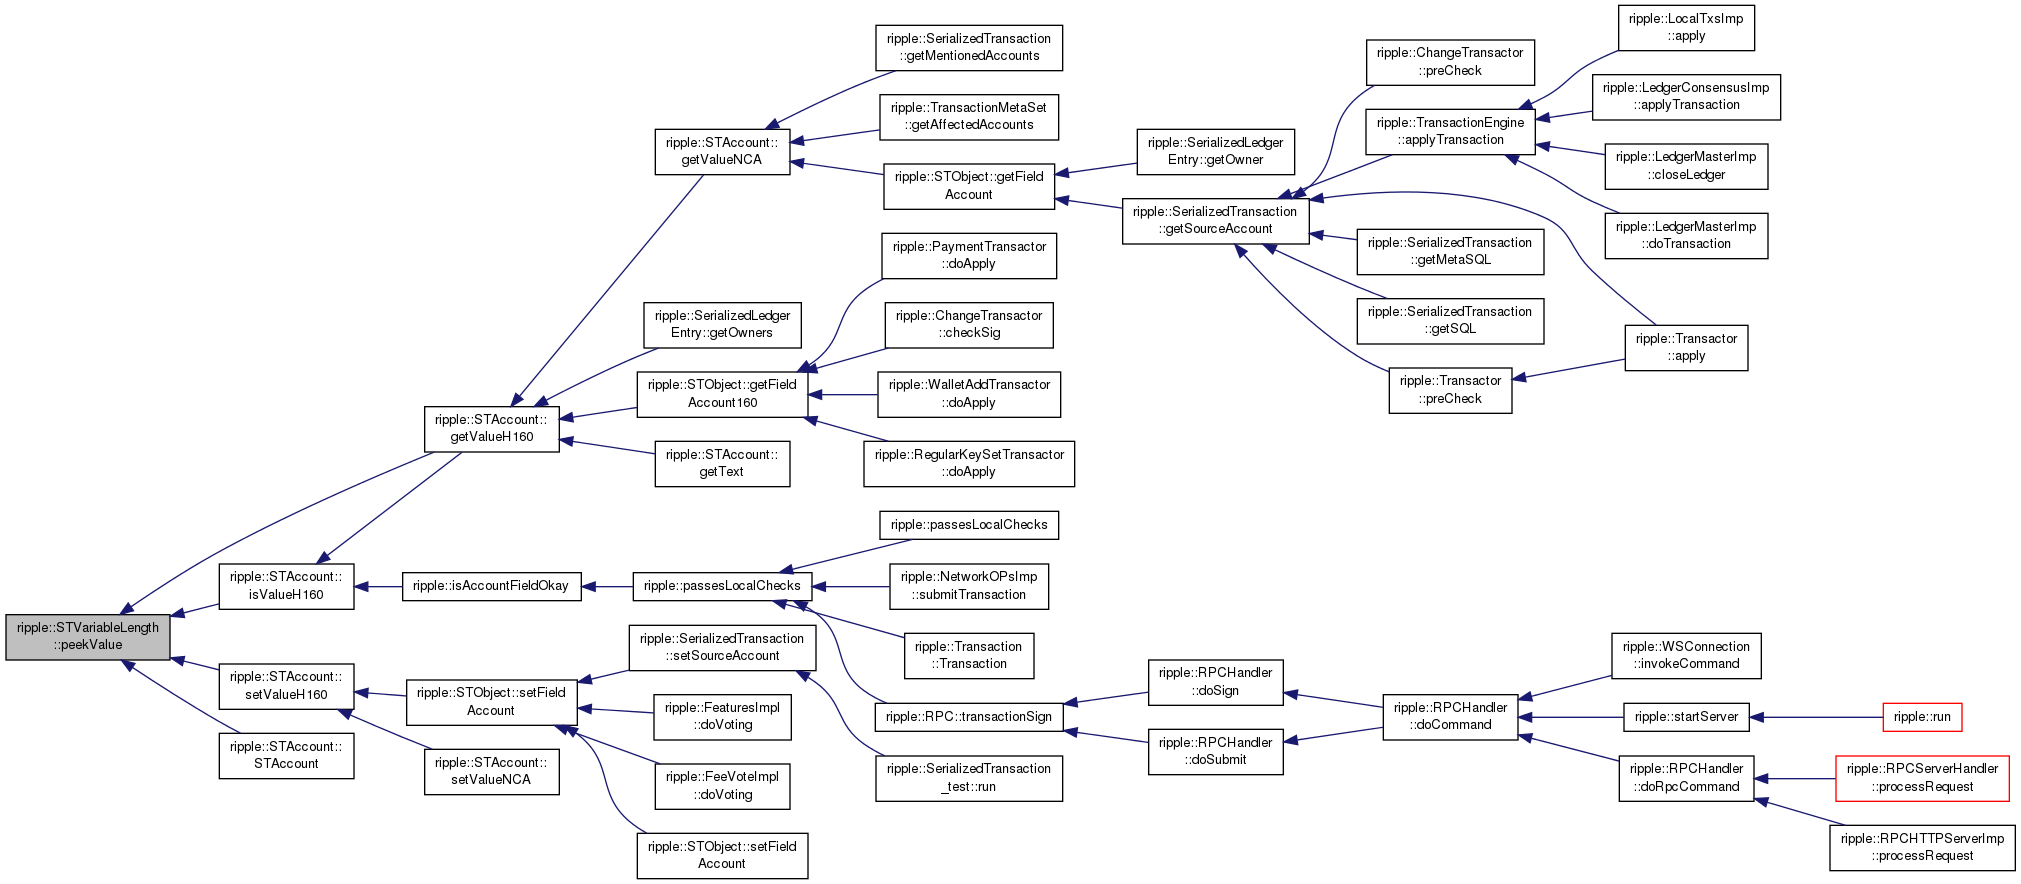 ripple::STVariableLength
::peekValue
ripple::STAccount::
getValueH160
ripple::STAccount::
isValueH160
ripple::STAccount::
setValueH160
ripple::STAccount::
STAccount
ripple::STAccount::
getValueNCA
ripple::SerializedLedger
Entry::getOwners
ripple::STObject::getField
Account160
ripple::STAccount::
getText
ripple::SerializedTransaction
::getMentionedAccounts
ripple::TransactionMetaSet
::getAffectedAccounts
ripple::STObject::getField
Account
ripple::SerializedLedger
Entry::getOwner
ripple::SerializedTransaction
::getSourceAccount
ripple::ChangeTransactor
::preCheck
ripple::TransactionEngine
::applyTransaction
ripple::LocalTxsImp
::apply
ripple::LedgerConsensusImp
::applyTransaction
ripple::LedgerMasterImp
::closeLedger
ripple::LedgerMasterImp
::doTransaction
ripple::SerializedTransaction
::getMetaSQL
ripple::SerializedTransaction
::getSQL
ripple::Transactor
::preCheck
ripple::Transactor
::apply
ripple::PaymentTransactor
::doApply
ripple::ChangeTransactor
::checkSig
ripple::WalletAddTransactor
::doApply
ripple::RegularKeySetTransactor
::doApply
ripple::isAccountFieldOkay
ripple::passesLocalChecks
ripple::passesLocalChecks
ripple::NetworkOPsImp
::submitTransaction
ripple::Transaction
::Transaction
ripple::RPC::transactionSign
ripple::RPCHandler
::doSign
ripple::RPCHandler
::doSubmit
ripple::RPCHandler
::doCommand
ripple::WSConnection
::invokeCommand
ripple::startServer
ripple::run
ripple::RPCHandler
::doRpcCommand
ripple::RPCServerHandler
::processRequest
ripple::RPCHTTPServerImp
::processRequest
ripple::STObject::setField
Account
ripple::STAccount::
setValueNCA
ripple::SerializedTransaction
::setSourceAccount
ripple::FeaturesImpl
::doVoting
ripple::FeeVoteImpl
::doVoting
ripple::STObject::setField
Account
ripple::SerializedTransaction
_test::run